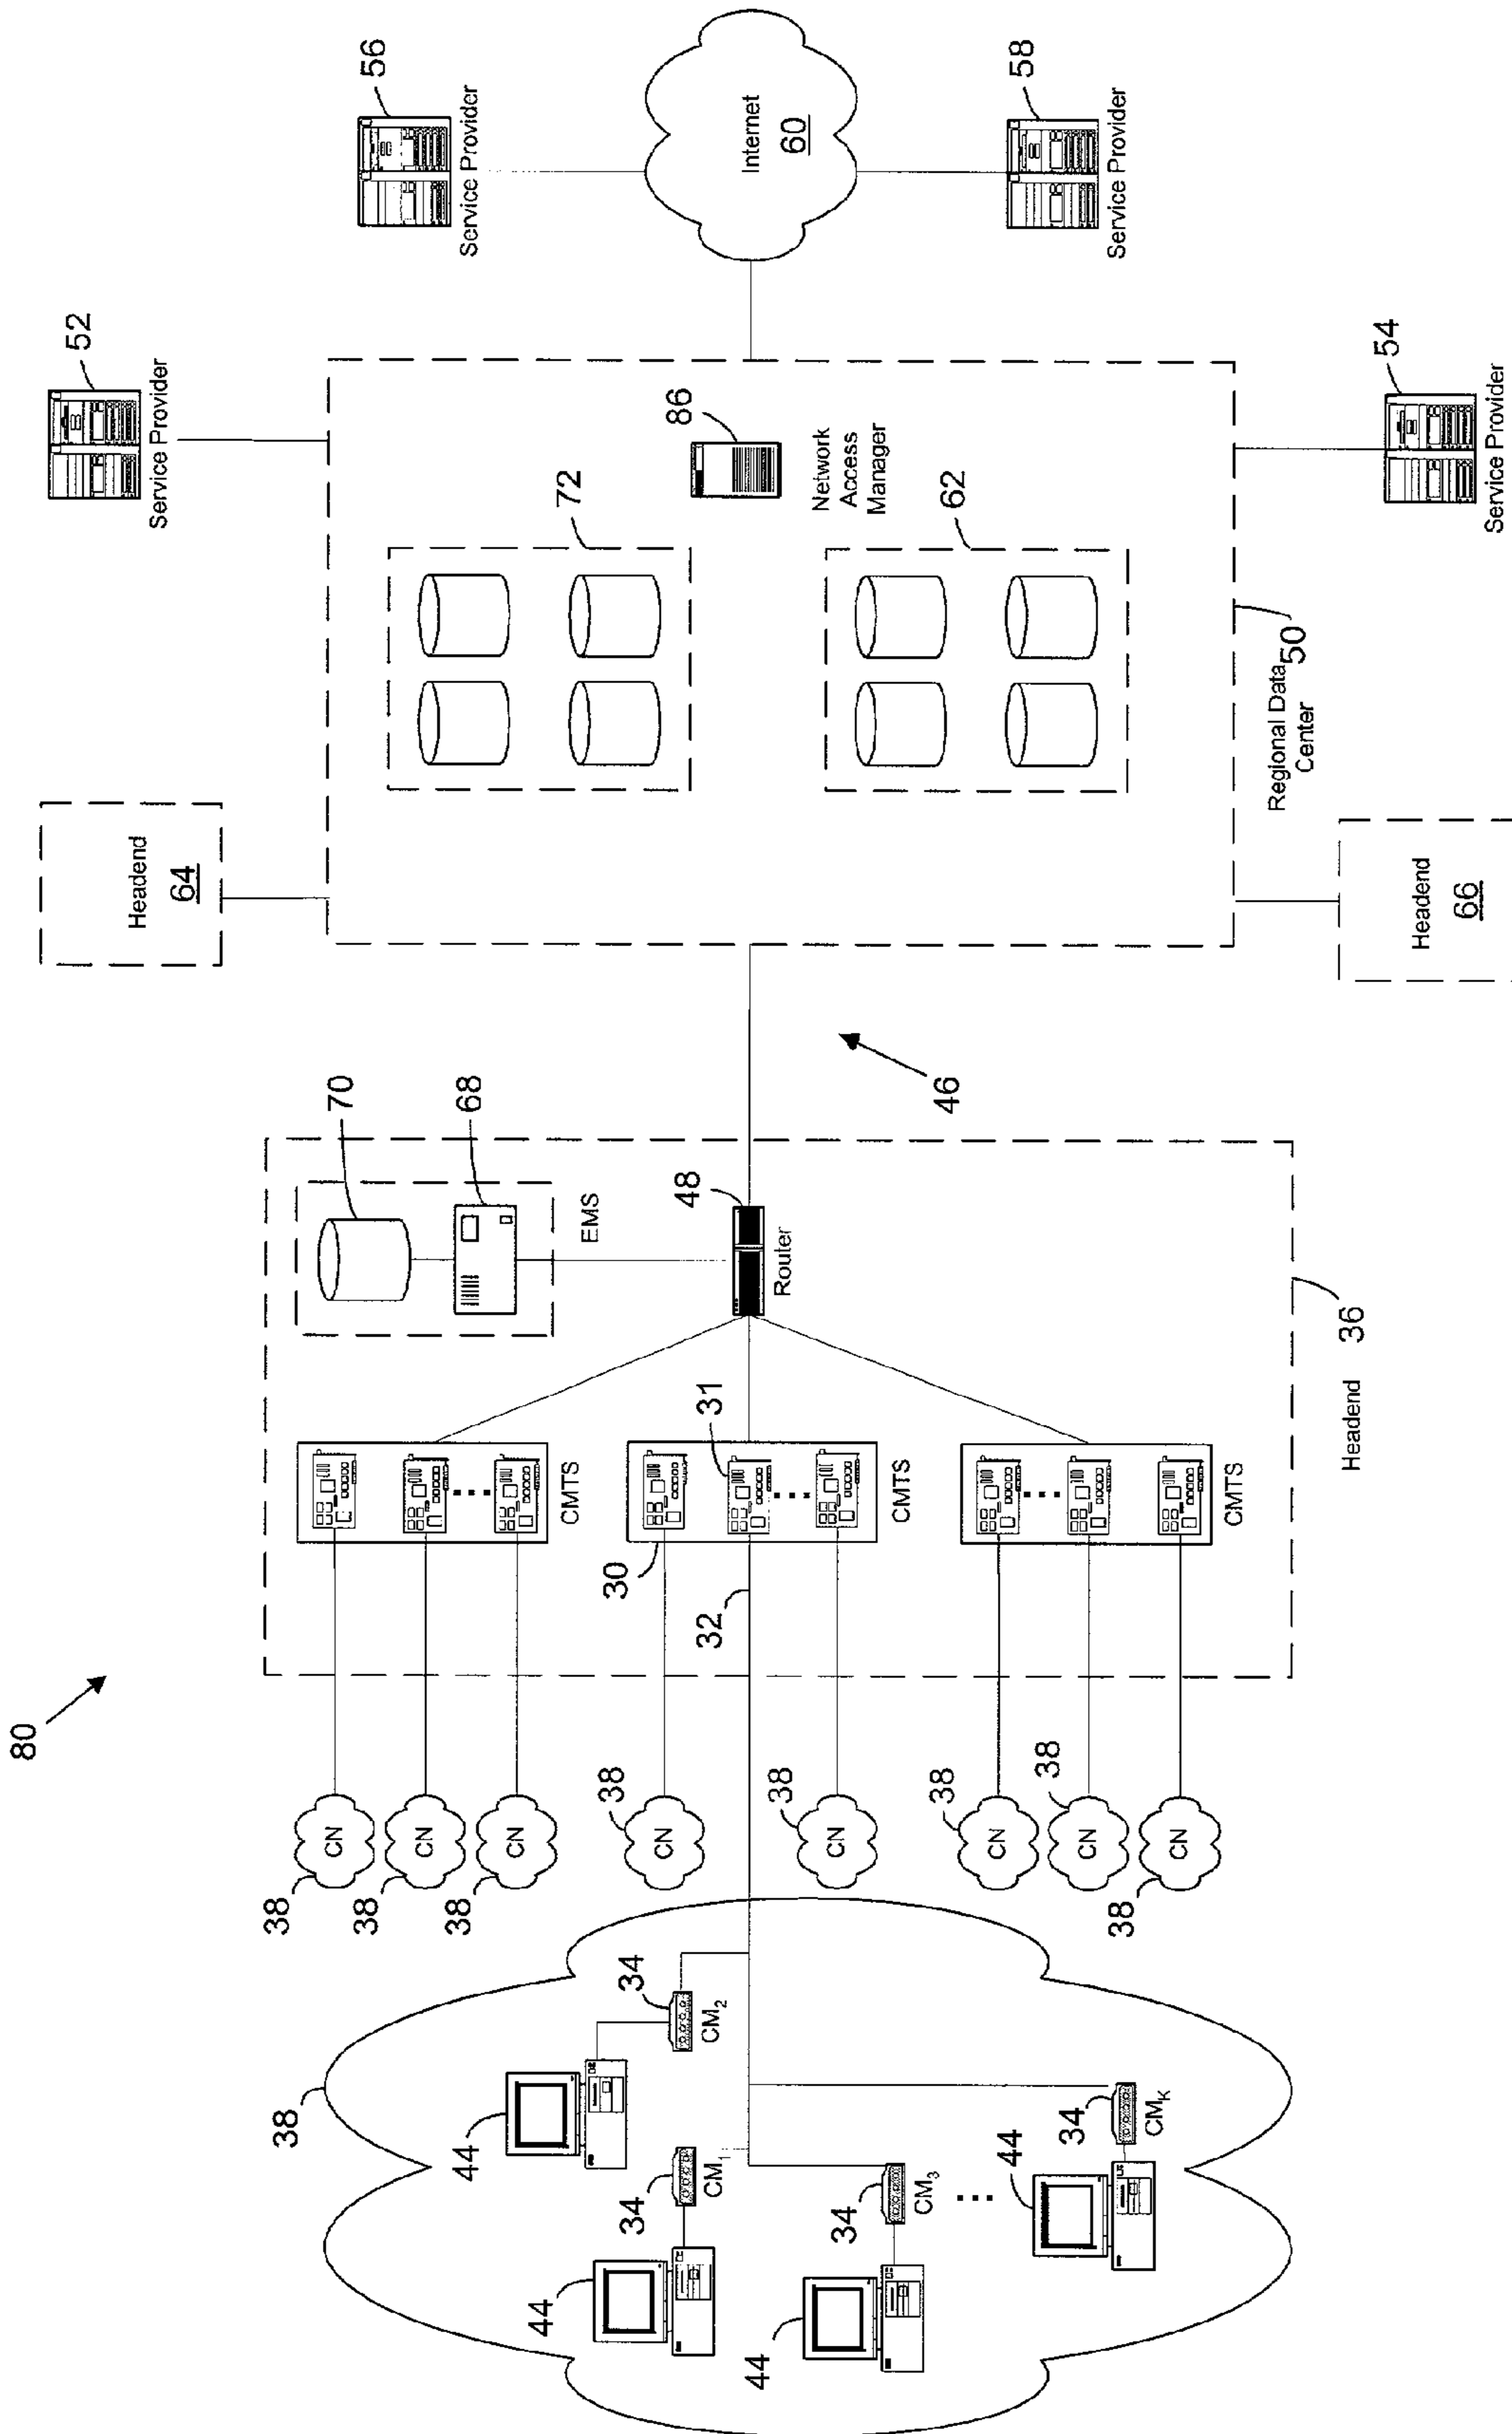 80
38
44
34
CM2
44
34
CM1
44
34
CM3
44
34
CMK
38
CN
38
CN
38
CN
38
CN
38
CN
38
CN
38
CN
38
CN
32
30
31
CMTS
CMTS
CMTS
70
68
EMS
48
Router
Headend 36
46
Headend
64
Headend
66
72
62
86
Network
Access
Manager
Regional Data
Center
50
52
Service Provider
54
Service Provider
56
Service Provider
Internet
60
58
Service Provider